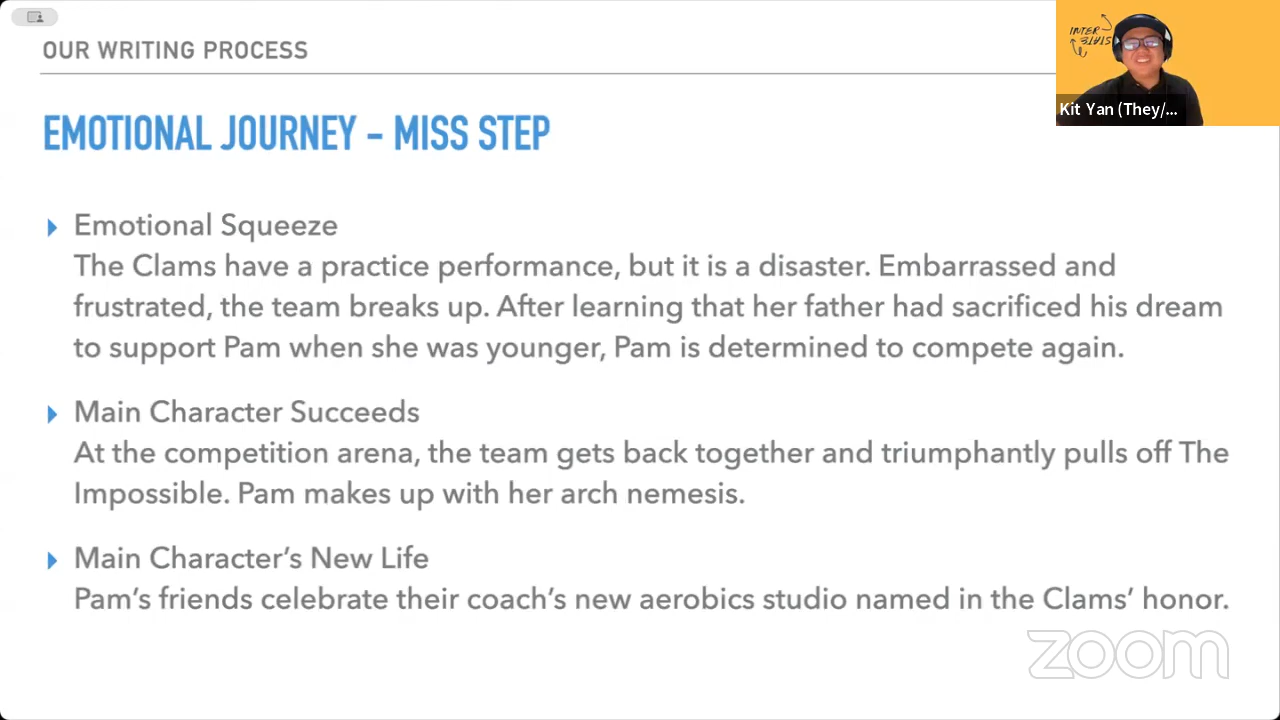 OUR WRITING PROCESS
EMOTIONAL JOURNEY - MISS STEP
Emotional Squeeze
The Clams have a practice performance, but it is a disaster. Embarrassed and
frustrated, the team breaks up. After learning that her father had sacrificed his dream
to support Pam when she was younger, Pam is determined to compete again.
Main Character Succeeds
At the competition arena, the team gets back together and triumphantly pulls off The
Impossible. Pam makes up with her arch nemesis.
Main Character’s New Life
Pam’s friends celebrate their coach’s new aerobics studio named in the Clams’ honor.
INTER
STATE
Kit Yan (They/...
zoom